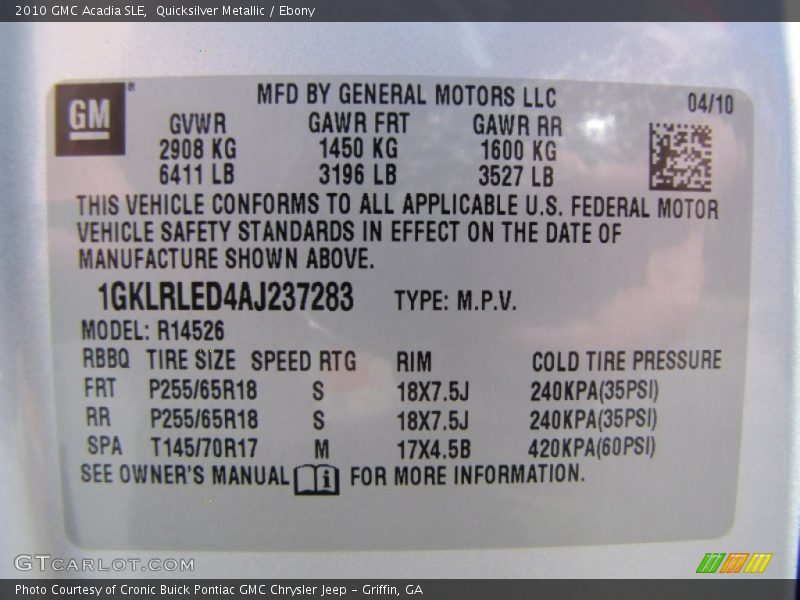 2010 GMC Acadia SLE,  Quicksilver Metallic / Ebony
GM®
MFD BY GENERAL MOTORS LLC 04/10
GVWR GAWR FRT GAWR RR
2908 KG 1450 KG 1600 KG
6411 LB 3196 LB 3527 LB
THIS VEHICLE CONFORMS TO ALL APPLICABLE U.S. FEDERAL MOTOR
VEHICLE SAFETY STANDARDS IN EFFECT ON THE DATE OF
MANUFACTURE SHOWN ABOVE.
1GKLRLED4AJ237283 TYPE: M.P.V.
MODEL: R14526
RBBQ TIRE SIZE SPEED RTG RIM COLD TIRE PRESSURE
FRT P255/65R18 S 18X7.5J 240KPA(35PSI)
RR P255/65R18 S 18X7.5J 240KPA(35PSI)
SPA T145/70R17 M 17X4.5B 420KPA(60PSI)
SEE OWNER'S MANUAL i FOR MORE INFORMATION.
GTCARLOT.COM
Photo Courtesy of Cronic Buick Pontiac GMC Chrysler Jeep - Griffin, GA